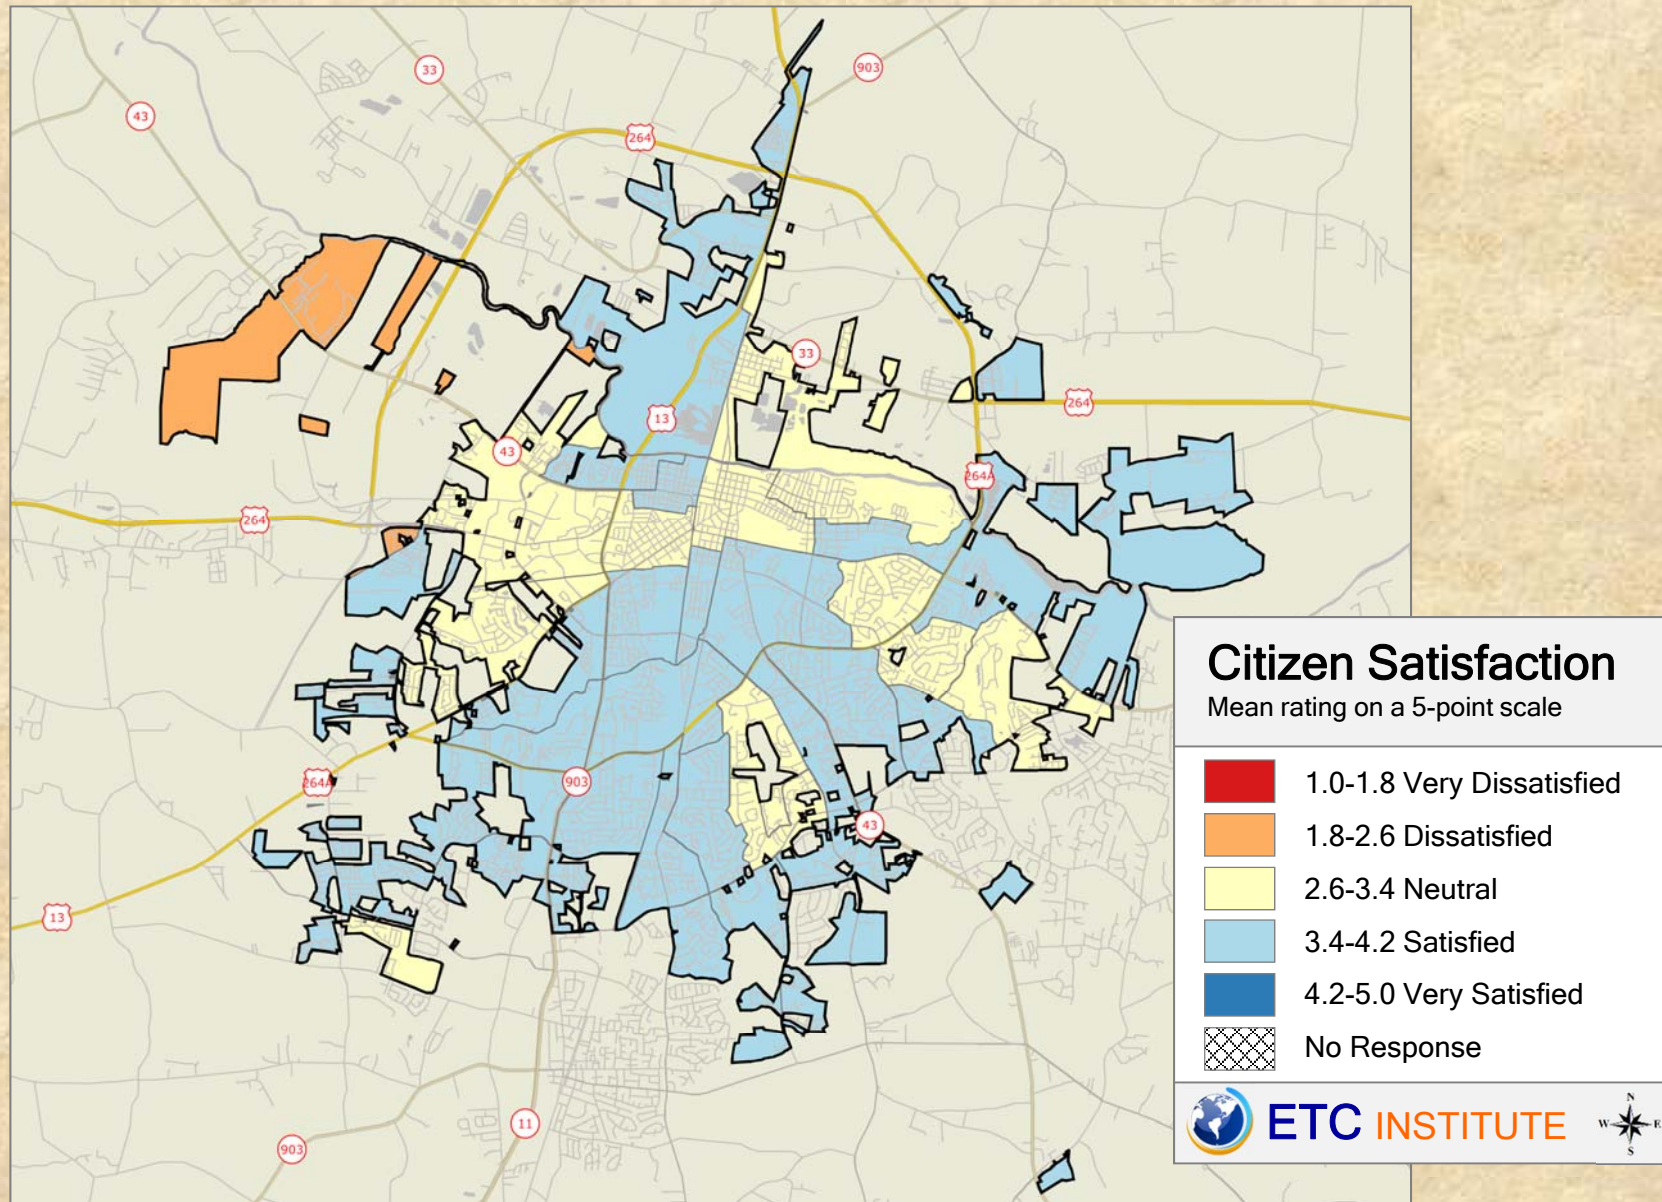 33
903
43
264
33
264
13
43
264A
264
903
264A
43
13
11
903
Citizen Satisfaction
Mean rating on a 5-point scale
1.0-1.8 Very Dissatisfied
1.8-2.6 Dissatisfied
2.6-3.4 Neutral
3.4-4.2 Satisfied
4.2-5.0 Very Satisfied
No Response
ETC INSTITUTE
N
W E
S